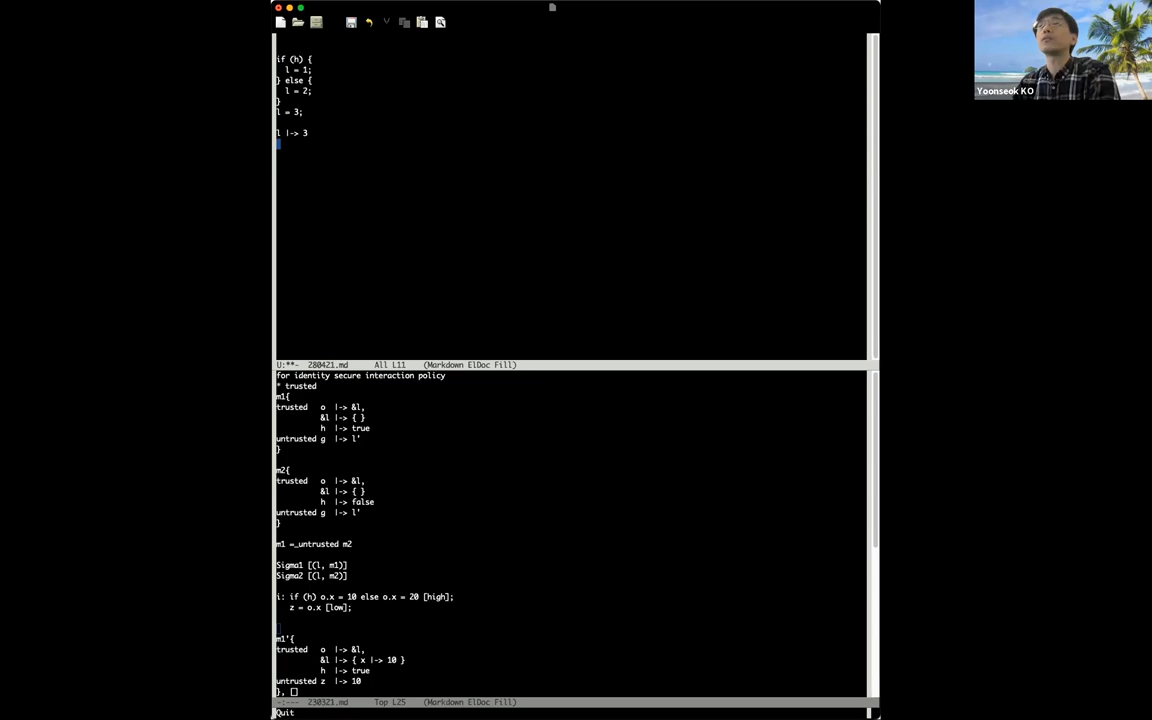 if (h) {
l = 1;
} else {
l = 2;
}
l = 3;
l |-> 3
U:**- 280421.md All L11 (Markdown ElDoc Fill)
for identity secure interaction policy
* trusted
m1{
trusted o |-> &l,
&l |-> { }
h |-> true
untrusted g |-> l'
}
m2{
trusted o |-> &l,
&l |-> { }
h |-> false
untrusted g |-> l'
}
m1 =_untrusted m2
Sigma1 [(l, m1)]
Sigma2 [(l, m2)]
i: if (h) o.x = 10 else o.x = 20 [high];
z = o.x [low];
m1'{
trusted o |-> &l,
&l |-> { x |-> 10 }
h |-> true
untrusted z |-> 10
}, []
-:--- 230321.md Top L25 (Markdown ElDoc Fill)
Quit
Yoonseok KO